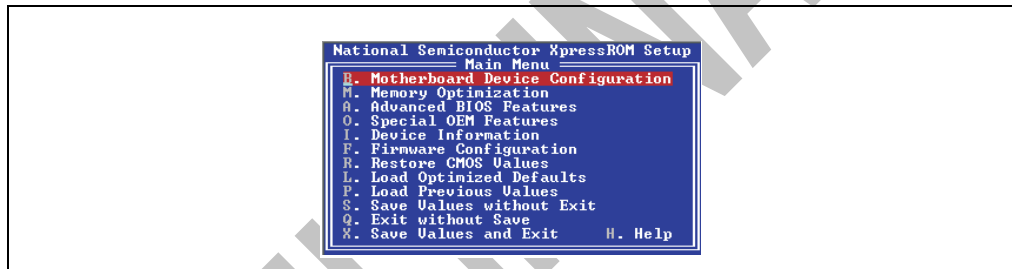 National Semiconductor XpressROM Setup
Main Menu
B. Motherboard Device Configuration
M. Memory Optimization
A. Advanced BIOS Features
O. Special OEM Features
I. Device Information
F. Firmware Configuration
R. Restore CMOS Values
L. Load Optimized Defaults
P. Load Previous Values
S. Save Values without Exit
Q. Exit without Save
X. Save Values and Exit H. Help